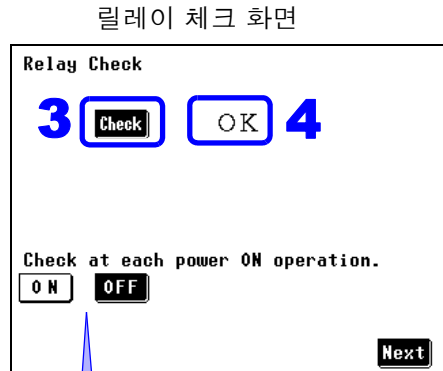 릴레이 체크 화면
Relay Check
3 Check OK 4
Check at each power ON operation.
ON OFF
Next